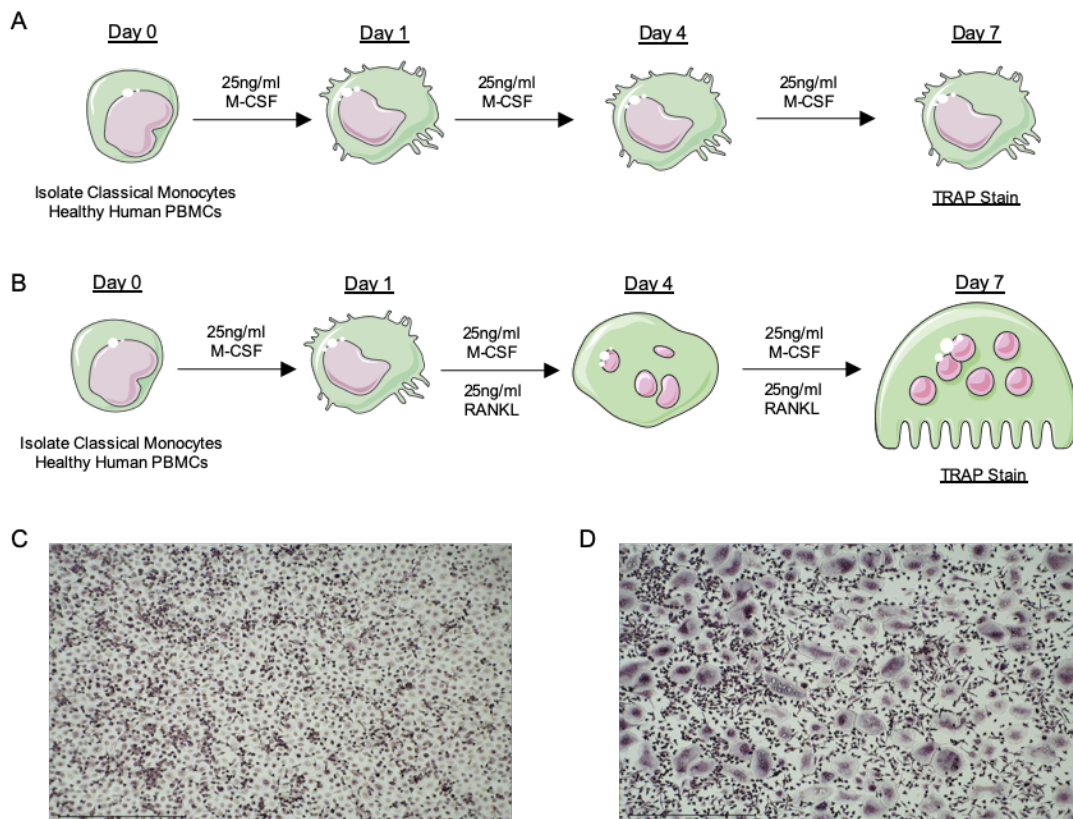 A
Day 0
Day 1
Day 4
Day 7
25ng/ml
M-CSF
25ng/ml
M-CSF
25ng/ml
M-CSF
Isolate Classical Monocytes
Healthy Human PBMCs
TRAP Stain
B
Day 0
Day 1
Day 4
Day 7
25ng/ml
M-CSF
25ng/ml
M-CSF
25ng/ml
RANKL
25ng/ml
M-CSF
25ng/ml
RANKL
Isolate Classical Monocytes
Healthy Human PBMCs
TRAP Stain
C
D